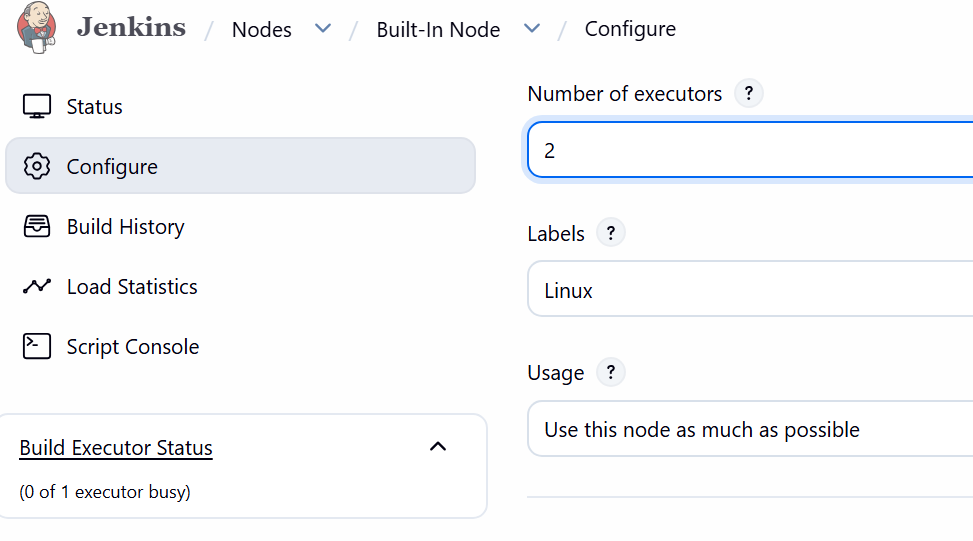 Jenkins / Nodes / Built-In Node / Configure
Status
Configure
Build History
Load Statistics
Script Console
Build Executor Status
(0 of 1 executor busy)
Number of executors ?
2
Labels ?
Linux
Usage ?
Use this node as much as possible